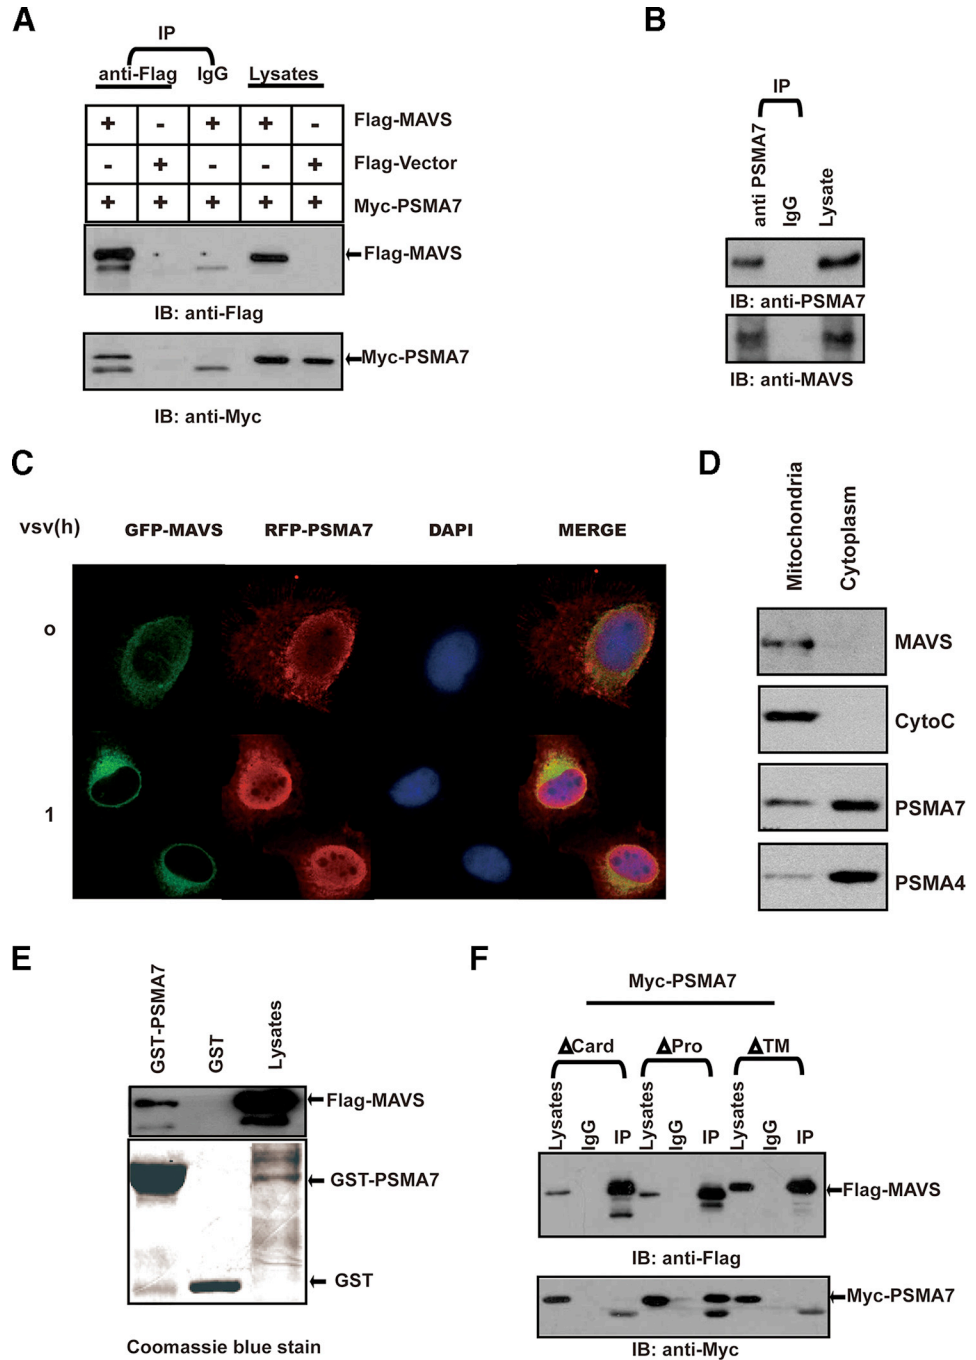 A
IP
anti-Flag IgG Lysates
+ - + + - Flag-MAVS
- + - - + Flag-Vector
+ + + + + Myc-PSMA7
Flag-MAVS
IB: anti-Flag
Myc-PSMA7
IB: anti-Myc
B
IP
anti PSMA7
IgG
Lysate
IB: anti-PSMA7
IB: anti-MAVS
C
vsv(h) GFP-MAVS RFP-PSMA7 DAPI MERGE
o
1
D
Mitochondria
Cytoplasm
MAVS
CytoC
PSMA7
PSMA4
E
GST-PSMA7
GST
Lysates
Flag-MAVS
GST-PSMA7
GST
Coomassie blue stain
F
Myc-PSMA7
ΔCard ΔPro ΔTM
Lysates
IgG
IP
Lysates
IgG
IP
Lysates
IgG
IP
Flag-MAVS
IB: anti-Flag
Myc-PSMA7
IB: anti-Myc